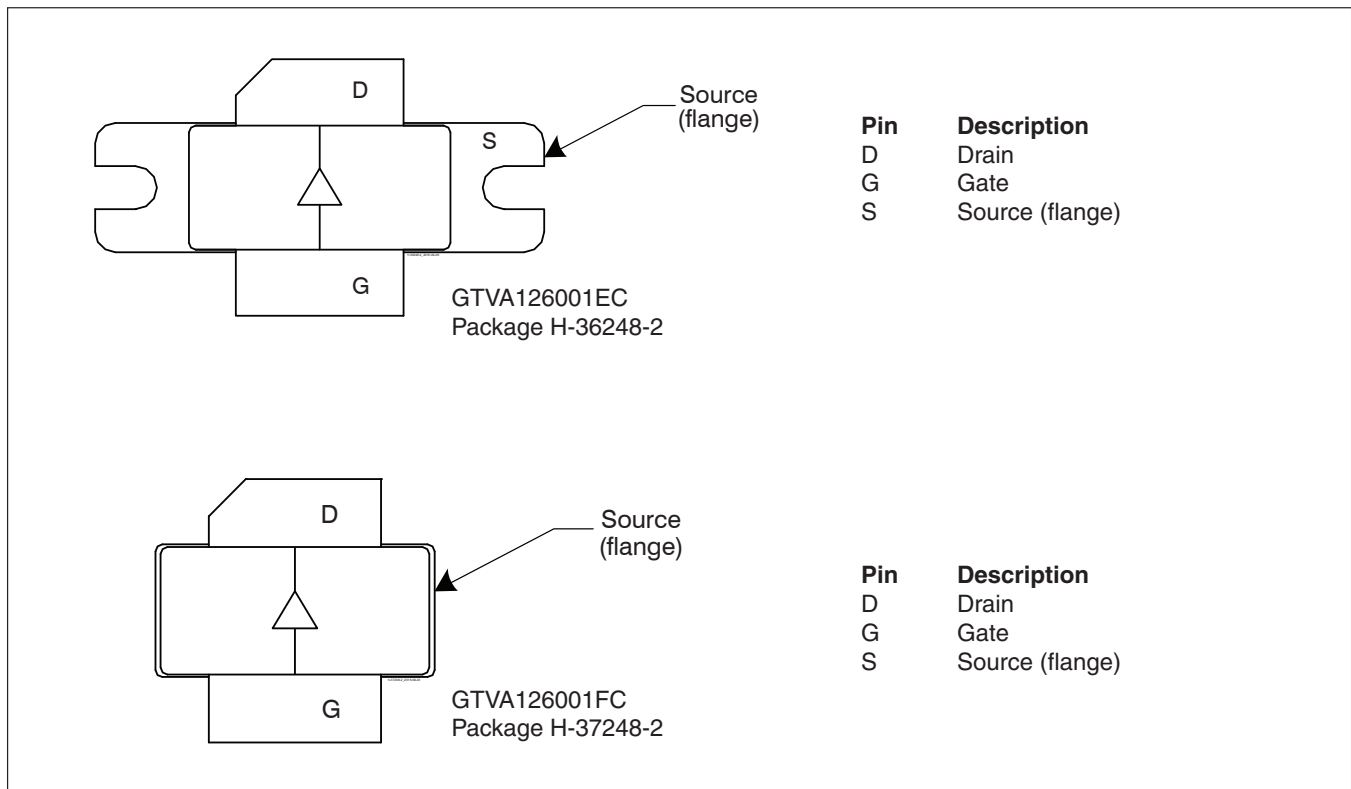 D
S
Source
(flange)
G
GTVA126001EC
Package H-36248-2
Pin Description
D Drain
G Gate
S Source (flange)
D
Source
(flange)
G
GTVA126001FC
Package H-37248-2
Pin Description
D Drain
G Gate
S Source (flange)